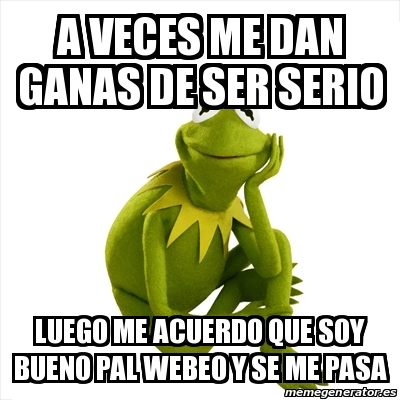 A VECES ME DAN
GANAS DE SER SERIO
LUEGO ME ACUERDO QUE SOY
BUENO PAL WEBEO Y SE ME PASA
memegenerator.es